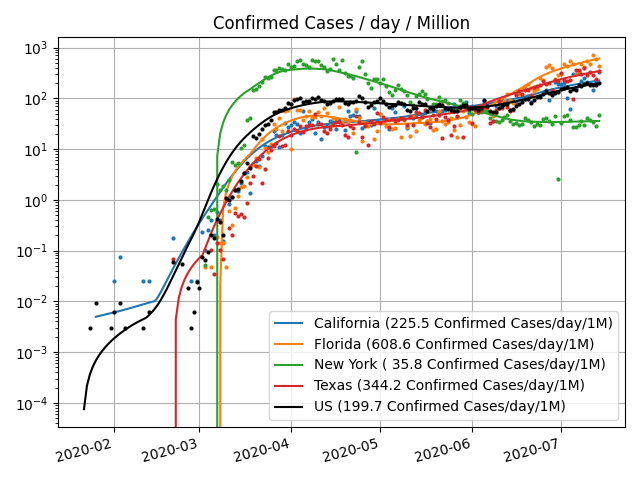 Confirmed Cases / day / Million
10³
10²
10¹
10⁰
10⁻¹
10⁻²
10⁻³
10⁻⁴
California (225.5 Confirmed Cases/day/1M)
Florida (608.6 Confirmed Cases/day/1M)
New York ( 35.8 Confirmed Cases/day/1M)
Texas (344.2 Confirmed Cases/day/1M)
US (199.7 Confirmed Cases/day/1M)
2020-02 2020-03 2020-04 2020-05 2020-06 2020-07